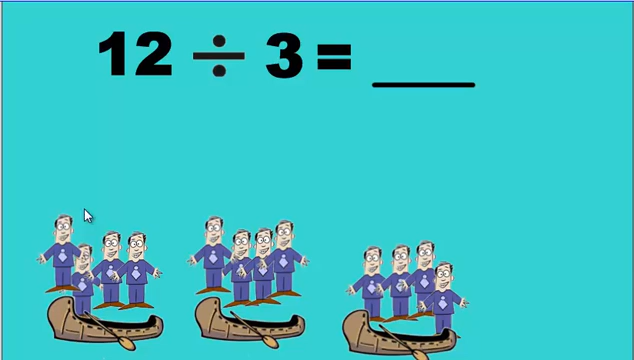 12 ÷ 3 = ____